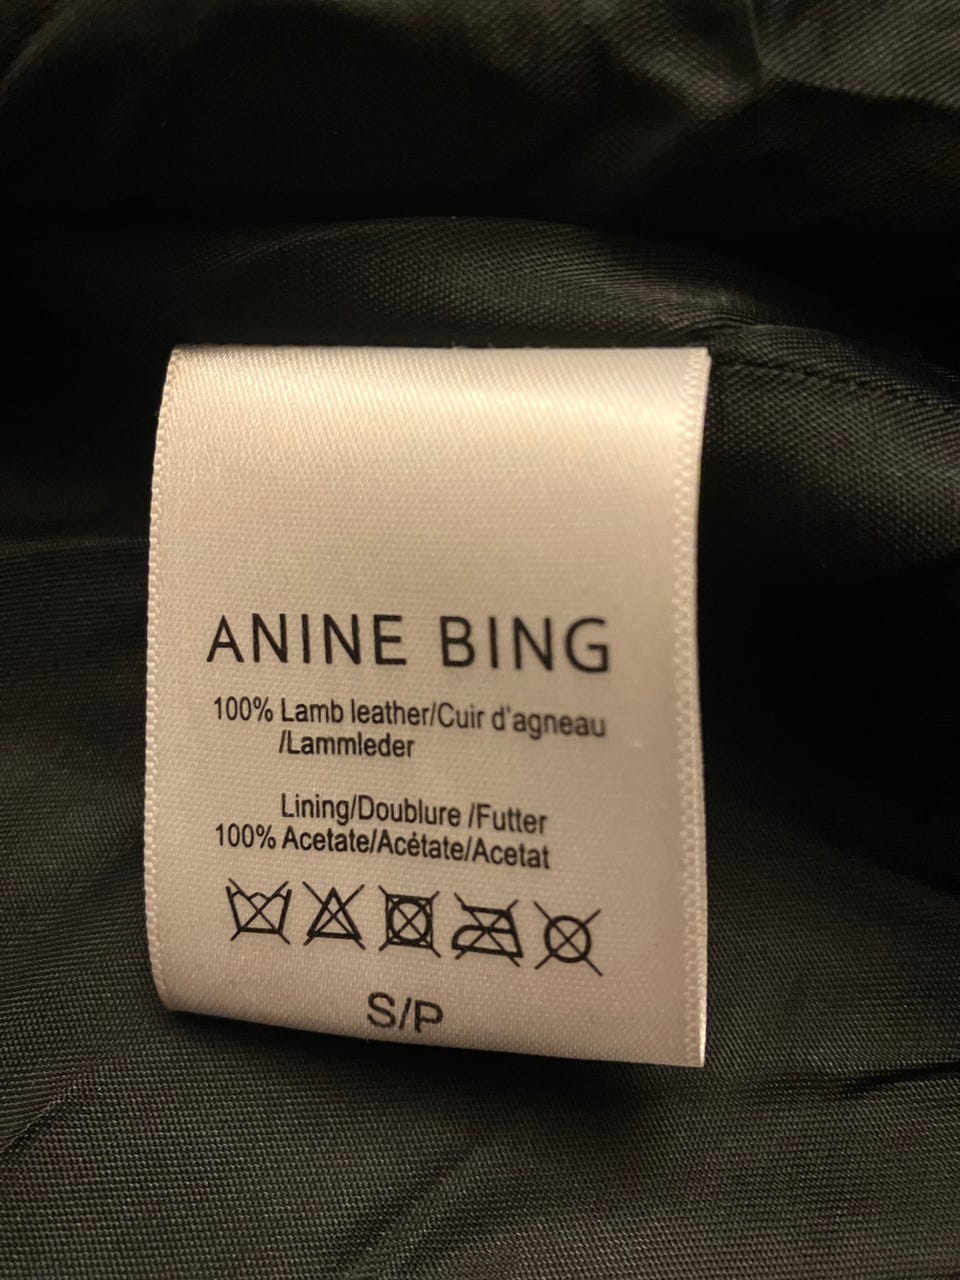 ANINE BING
100% Lamb leather/Cuir d'agneau
/Lammleder
Lining/Doublure /Futter
100% Acetate/Acétate/Acetat
S/P